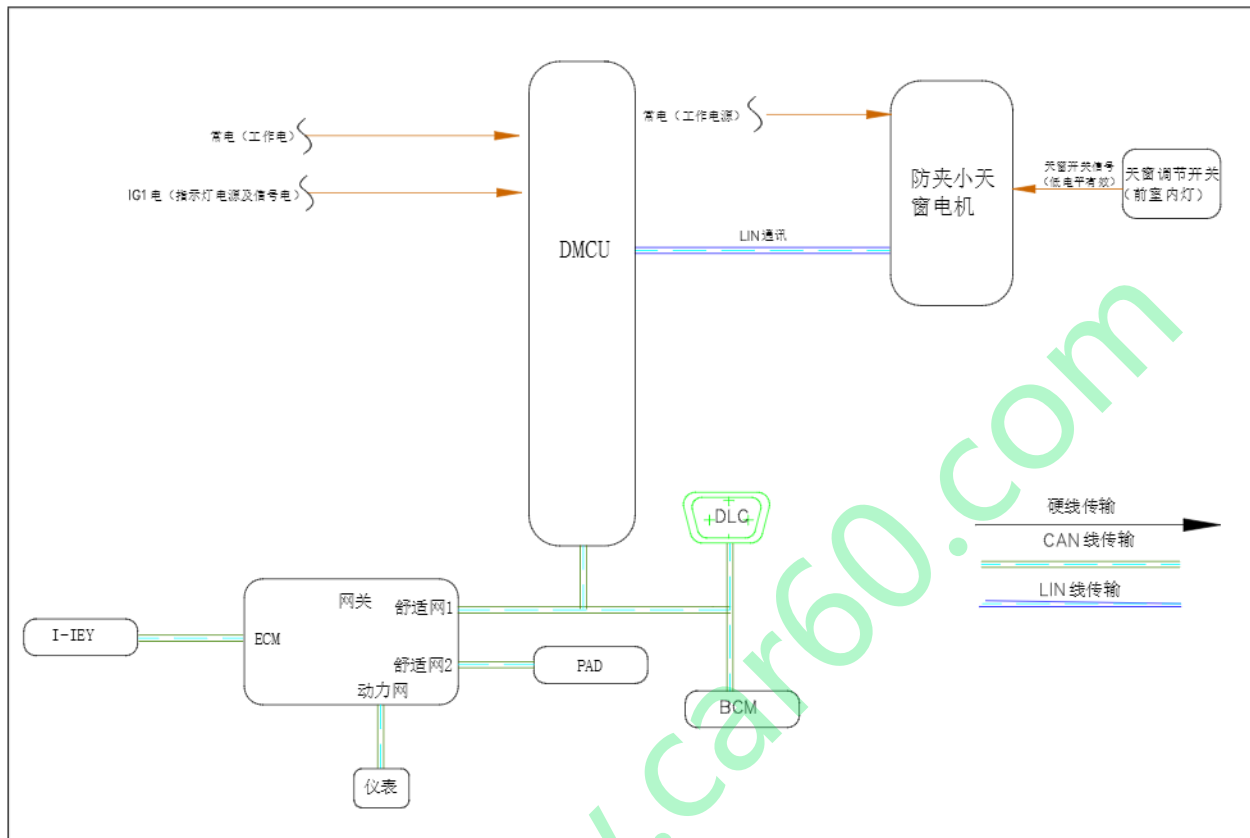 常电（工作电）
IG1电（指示灯电源及信号电）
DMCU
常电（工作电源）
LIN通讯
防夹小天
窗电机
天窗开关信号
（低电平有效）
天窗调节开关
（前室内灯）
DLC
硬线传输
CAN线传输
LIN线传输
网关
舒适网1
I-IEY
ECM
舒适网2
PAD
动力网
BCM
仪表
.car60.com